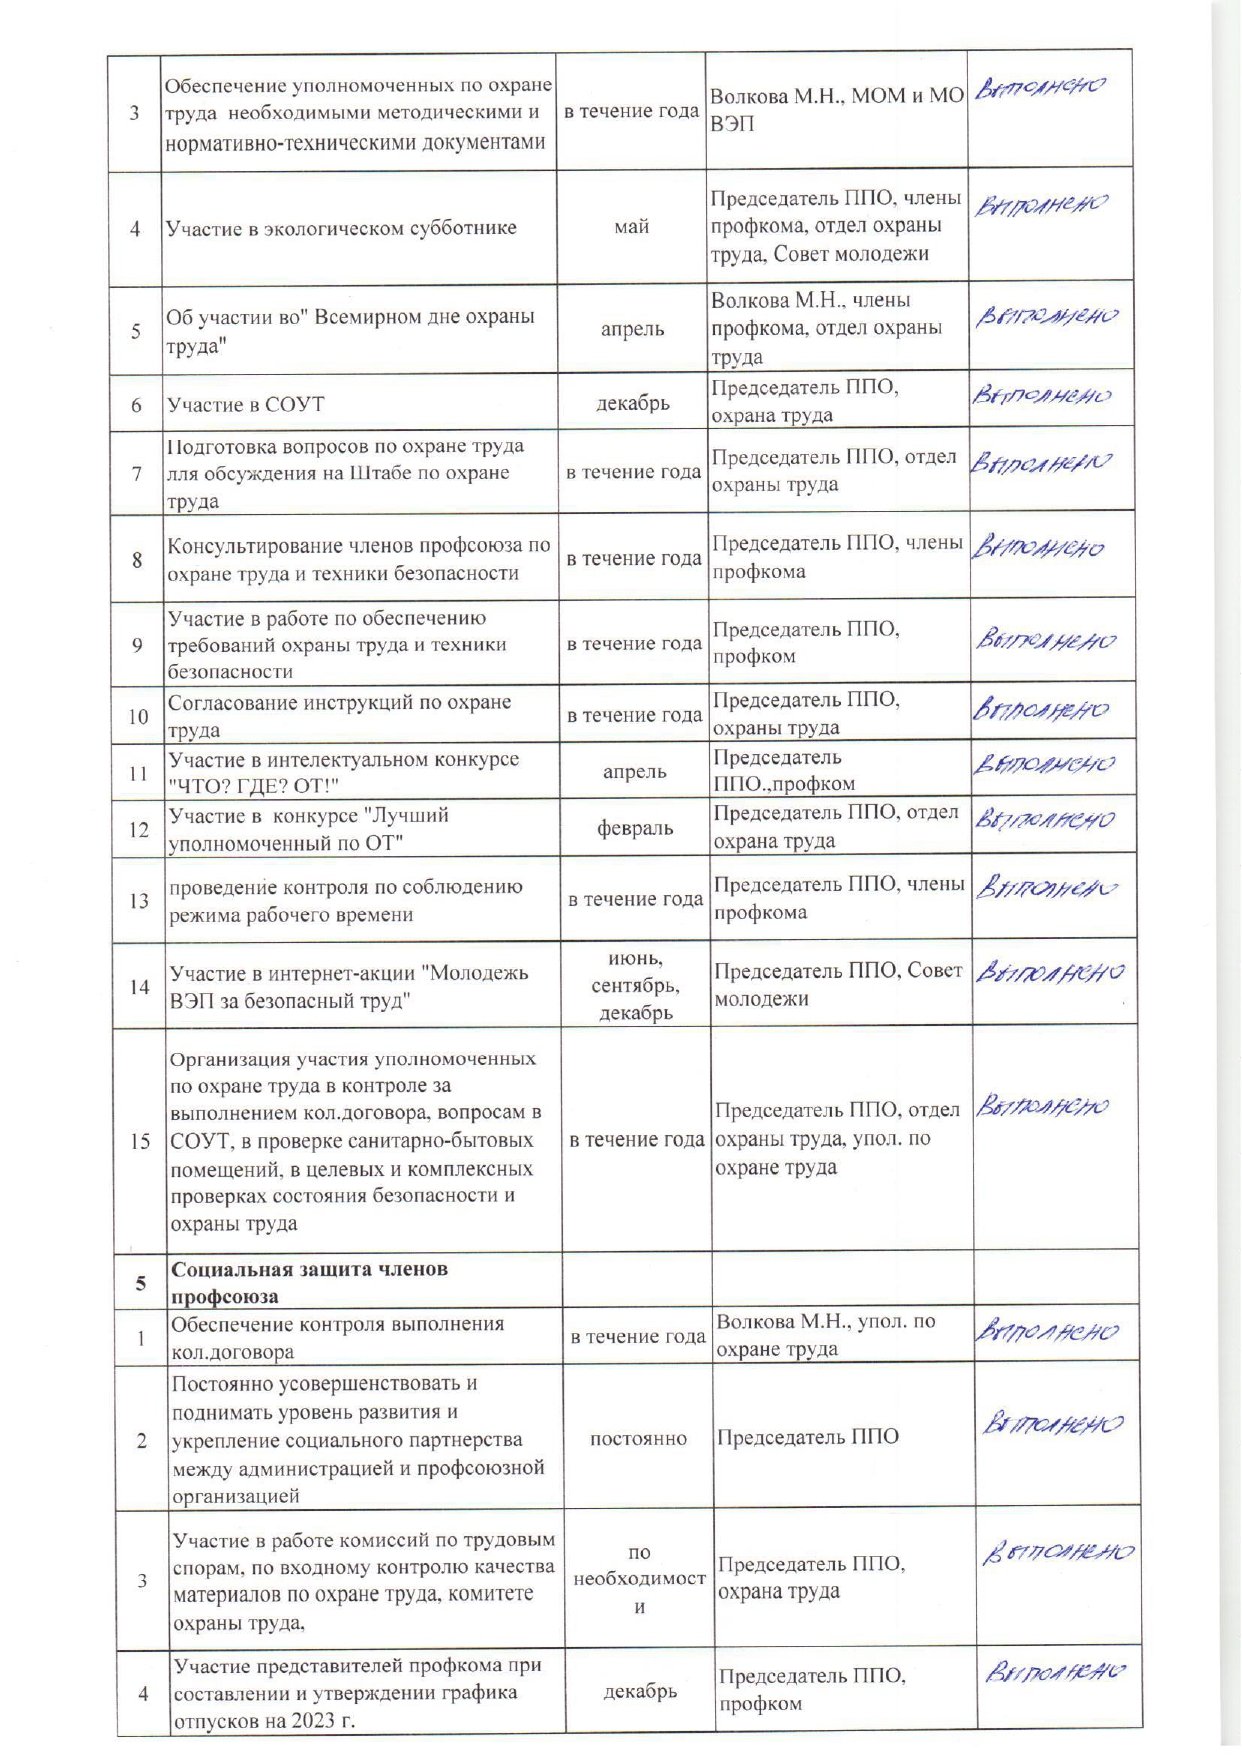 3
Обеспечение уполномоченных по охране
труда необходимыми методическими и
нормативно-техническими документами
в течение года
Волкова М.Н., МОМ и МО
ВЭП
Выполнено
4
Участие в экологическом субботнике
май
Председатель ППО, члены
профкома, отдел охраны
труда, Совет молодежи
Выполнено
5
Об участии во" Всемирном дне охраны
труда"
апрель
Волкова М.Н., члены
профкома, отдел охраны
труда
Выполнено
6
Участие в СОУТ
декабрь
Председатель ППО,
охрана труда
Выполнено
7
Подготовка вопросов по охране труда
лля обсуждения на Штабе по охране
труда
в течение года
Председатель ППО, отдел
охраны труда
Выполнено
8
Консультирование членов профсоюза по
охране труда и техники безопасности
в течение года
Председатель ППО, члены
профкома
Выполнено
9
Участие в работе по обеспечению
требований охраны труда и техники
безопасности
в течение года
Председатель ППО,
профком
Выполнено
10
Согласование инструкций по охране
труда
в течение года
Председатель ППО,
охраны труда
Выполнено
11
Участие в интелектуальном конкурсе
"ЧТО? ГДЕ? ОТ!"
апрель
Председатель
ППО.,профком
Выполнено
12
Участие в конкурсе "Лучший
уполномоченный по ОТ"
февраль
Председатель ППО, отдел
охрана труда
Выполнено
13
проведение контроля по соблюдению
режима рабочего времени
в течение года
Председатель ППО, члены
профкома
Выполнено
14
Участие в интернет-акции "Молодежь
ВЭП за безопасный труд"
июнь,
сентябрь,
декабрь
Председатель ППО, Совет
молодежи
Выполнено
15
Организация участия уполномоченных
по охране труда в контроле за
выполнением кол.договора, вопросам в
СОУТ, в проверке санитарно-бытовых
помещений, в целевых и комплексных
проверках состояния безопасности и
охраны труда
в течение года
Председатель ППО, отдел
охраны труда, упол. по
охране труда
Выполнено
5
Социальная защита членов
профсоюза
1
Обеспечение контроля выполнения
кол.договора
в течение года
Волкова М.Н., упол. по
охране труда
Выполнено
2
Постоянно усовершенствовать и
поднимать уровень развития и
укрепление социального партнерства
между администрацией и профсоюзной
организацией
постоянно
Председатель ППО
Выполнено
3
Участие в работе комиссий по трудовым
спорам, по входному контролю качества
материалов по охране труда, комитете
охраны труда,
по
необходимост
и
Председатель ППО,
охрана труда
Выполнено
4
Участие представителей профкома при
составлении и утверждении графика
отпусков на 2023 г.
декабрь
Председатель ППО,
профком
Выполнено